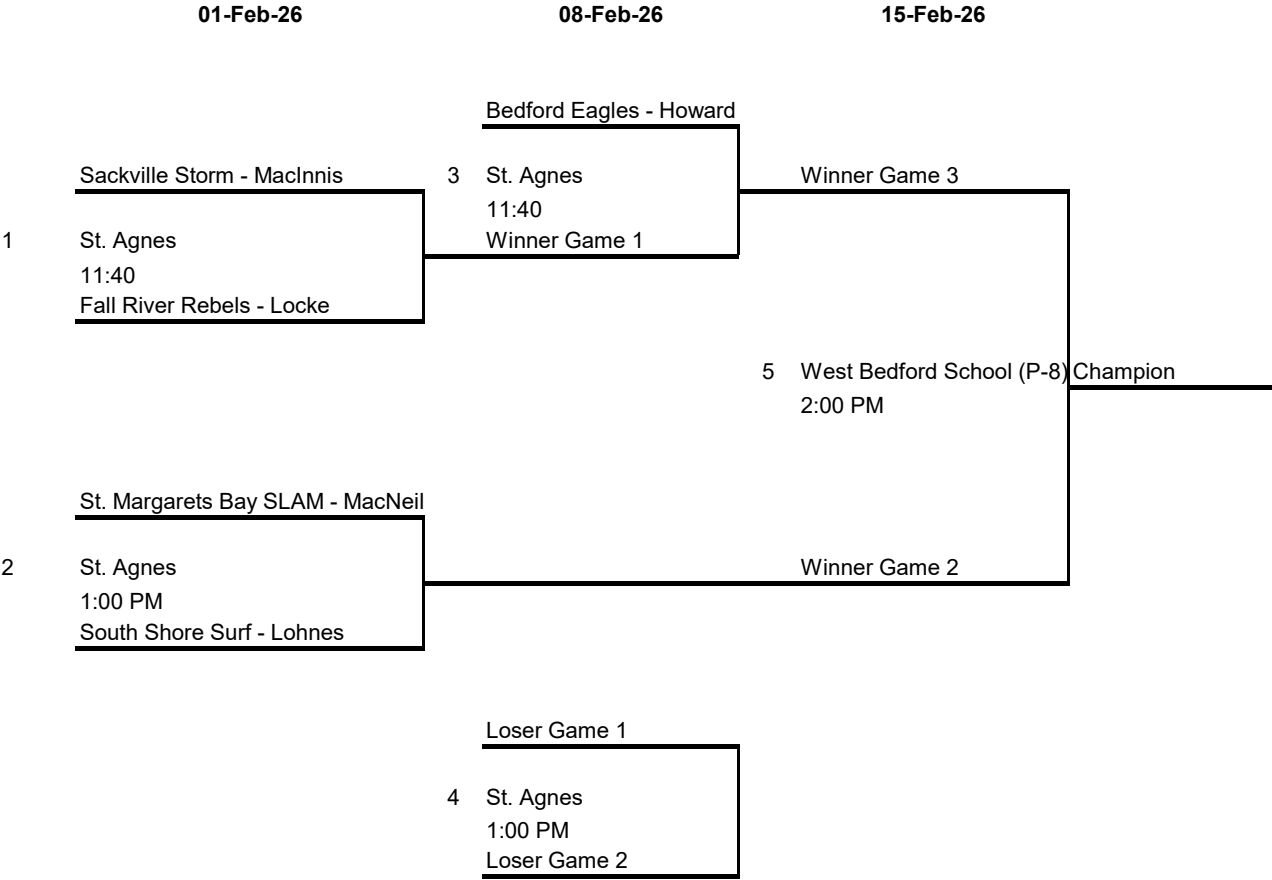 01-Feb-26 08-Feb-26 15-Feb-26
Bedford Eagles - Howard
Sackville Storm - MacInnis 3 St. Agnes Winner Game 3
11:40
1 St. Agnes Winner Game 1
11:40
Fall River Rebels - Locke
5 West Bedford School (P-8) Champion
2:00 PM
St. Margarets Bay SLAM - MacNeil
2 St. Agnes Winner Game 2
1:00 PM
South Shore Surf - Lohnes
Loser Game 1
4 St. Agnes
1:00 PM
Loser Game 2